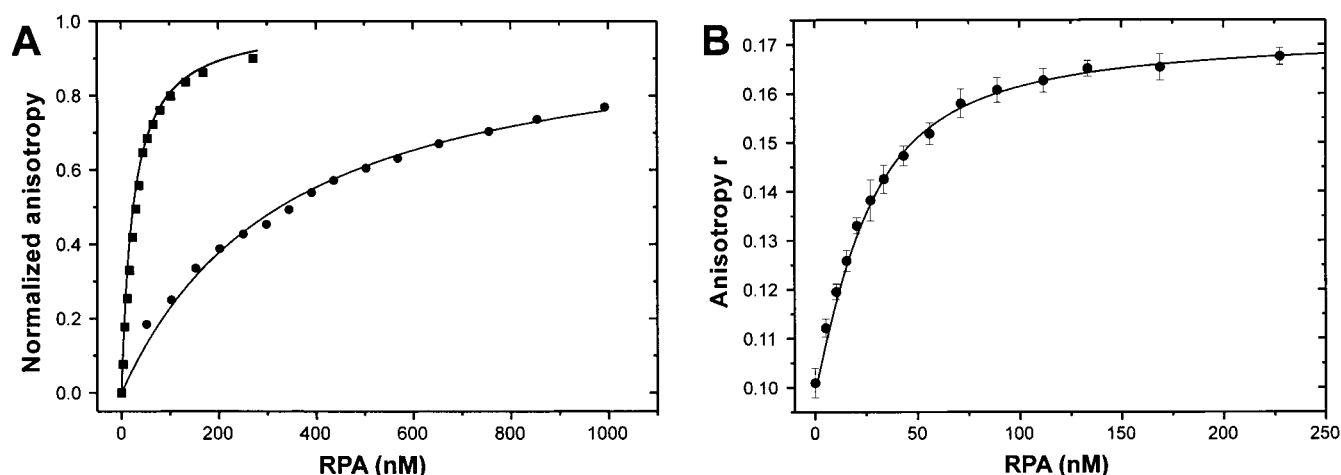 A
Normalized anisotropy
1.0
0.8
0.6
0.4
0.2
0.0
0 200 400 600 800 1000
RPA (nM)
B
Anisotropy r
0.17
0.16
0.15
0.14
0.13
0.12
0.11
0.10
0 50 100 150 200 250
RPA (nM)